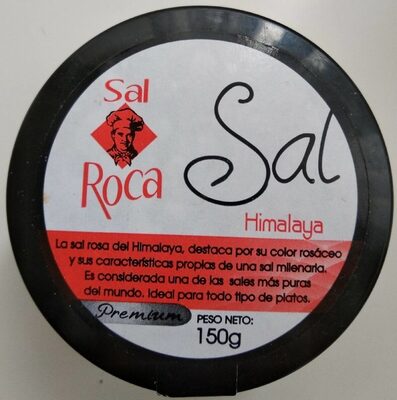 Sal
Roca
Sal
Himalaya
La sal rosa del Himalaya, destaca por su color rosáceo
y sus características propias de una sal milenaria.
Es considerada una de las sales más puras
del mundo. Ideal para todo tipo de platos.
Premium
PESO NETO:
150g